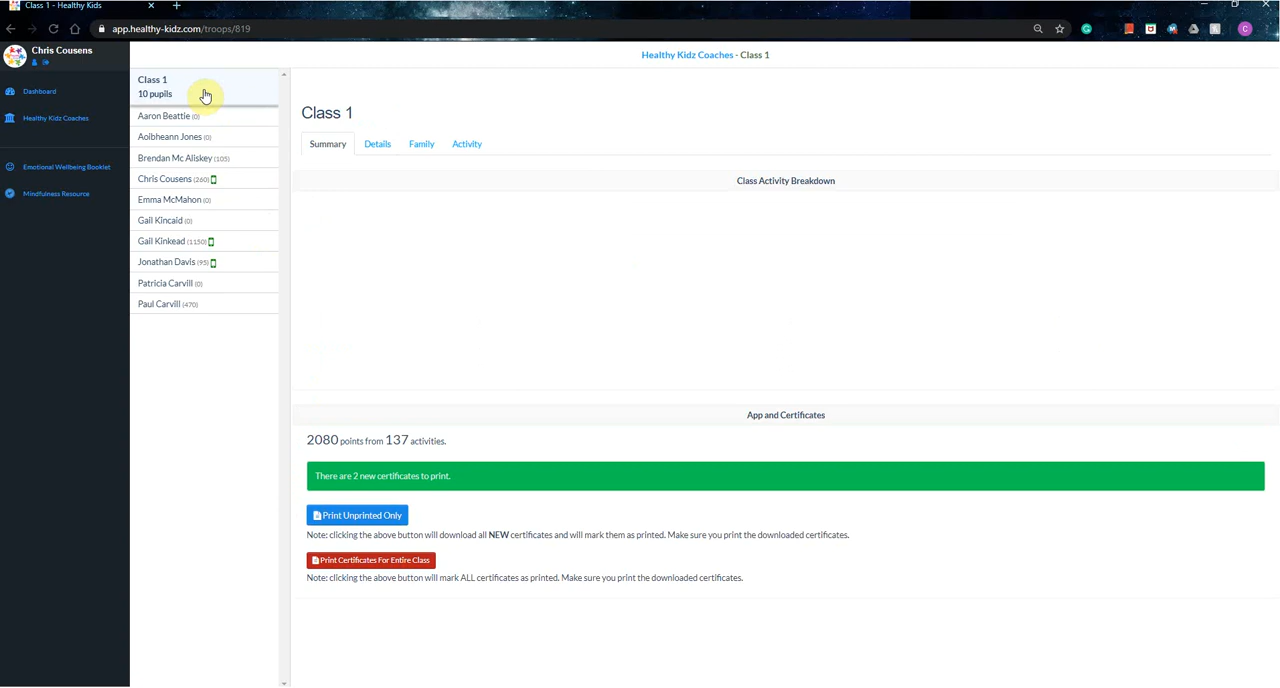 Class 1 - Healthy Kids
app.healthy-kidz.com/troops/819
C
Chris Cousens
Dashboard
Healthy Kidz Coaches
Emotional Wellbeing Booklet
Mindfulness Resource
Healthy Kidz Coaches - Class 1
Class 1
10 pupils
Aaron Beattie (0)
Aoibheann Jones (0)
Brendan Mc Aliskey (105)
Chris Cousens (260)
Emma McMahon (0)
Gail Kincaid (0)
Gail Kinkead (1150)
Jonathan Davis (95)
Patricia Carvill (0)
Paul Carvill (470)
Class 1
Summary Details Family Activity
Class Activity Breakdown
App and Certificates
2080 points from 137 activities.
There are 2 new certificates to print.
Print Unprinted Only
Note: clicking the above button will download all NEW certificates and will mark them as printed. Make sure you print the downloaded certificates.
Print Certificates For Entire Class
Note: clicking the above button will mark ALL certificates as printed. Make sure you print the downloaded certificates.